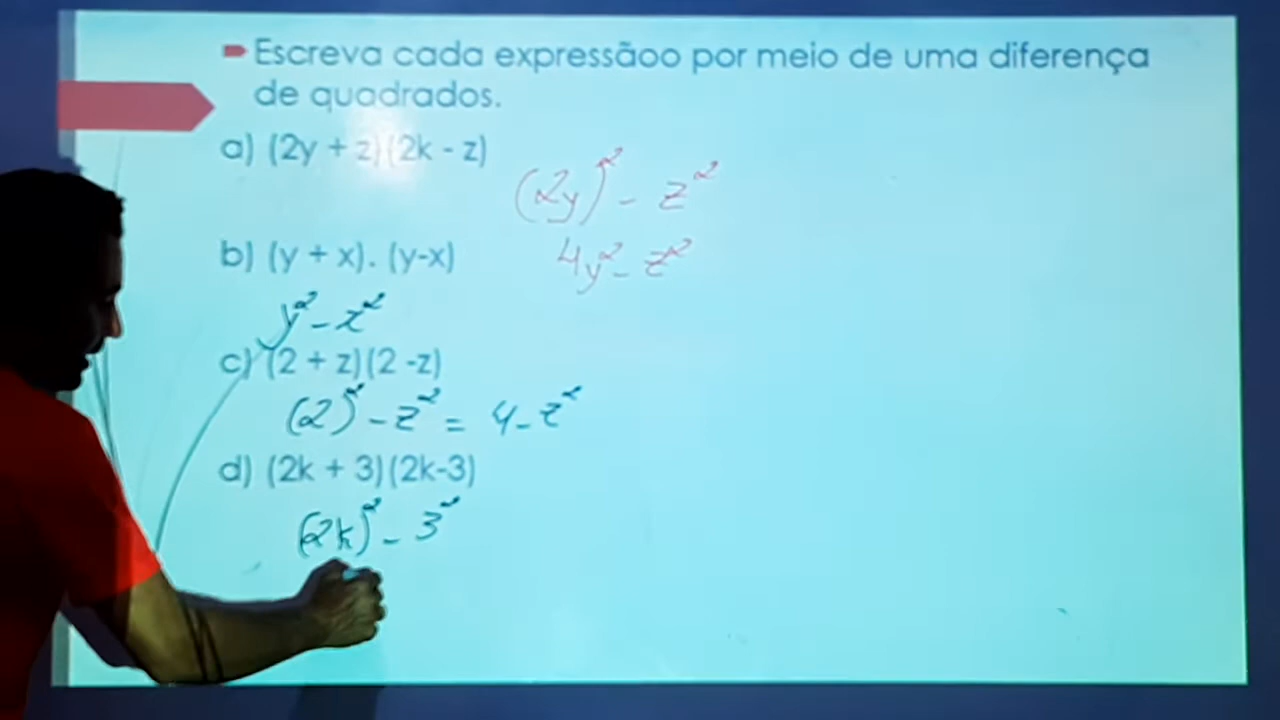 Escreva cada expressãoo por meio de uma diferença
de quadrados.
a) (2y + z)(2k - z)
(2y)² - z²
b) (y + x). (y-x)
4y² - z²
y² - x²
c) (2 + z)(2 -z)
(2)² - z² = 4 - z²
d) (2k + 3)(2k-3)
(2k)² - 3²